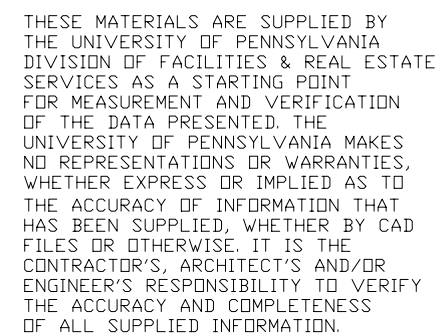 THESE MATERIALS ARE SUPPLIED BY
THE UNIVERSITY OF PENNSYLVANIA
DIVISION OF FACILITIES & REAL ESTATE
SERVICES AS A STARTING POINT
FOR MEASUREMENT AND VERIFICATION
OF THE DATA PRESENTED. THE
UNIVERSITY OF PENNSYLVANIA MAKES
NO REPRESENTATIONS OR WARRANTIES,
WHETHER EXPRESS OR IMPLIED AS TO
THE ACCURACY OF INFORMATION THAT
HAS BEEN SUPPLIED, WHETHER BY CAD
FILES OR OTHERWISE. IT IS THE
CONTRACTOR'S, ARCHITECT'S AND/OR
ENGINEER'S RESPONSIBILITY TO VERIFY
THE ACCURACY AND COMPLETENESS
OF ALL SUPPLIED INFORMATION.